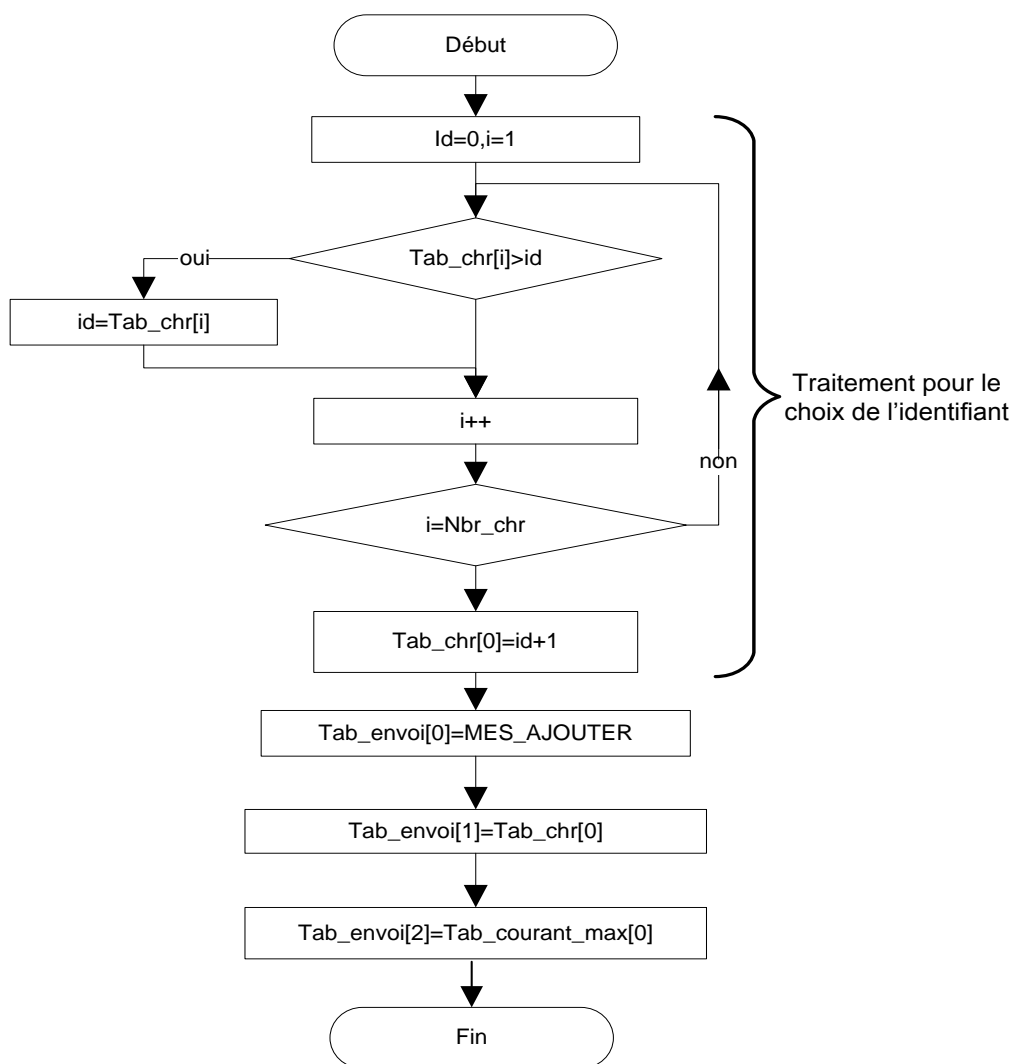 Début
Id=0,i=1
Tab_chr[i]>id
oui
id=Tab_chr[i]
i++
non
i=Nbr_chr
Tab_chr[0]=id+1
Traitement pour le
choix de l’identifiant
Tab_envoi[0]=MES_AJOUTER
Tab_envoi[1]=Tab_chr[0]
Tab_envoi[2]=Tab_courant_max[0]
Fin